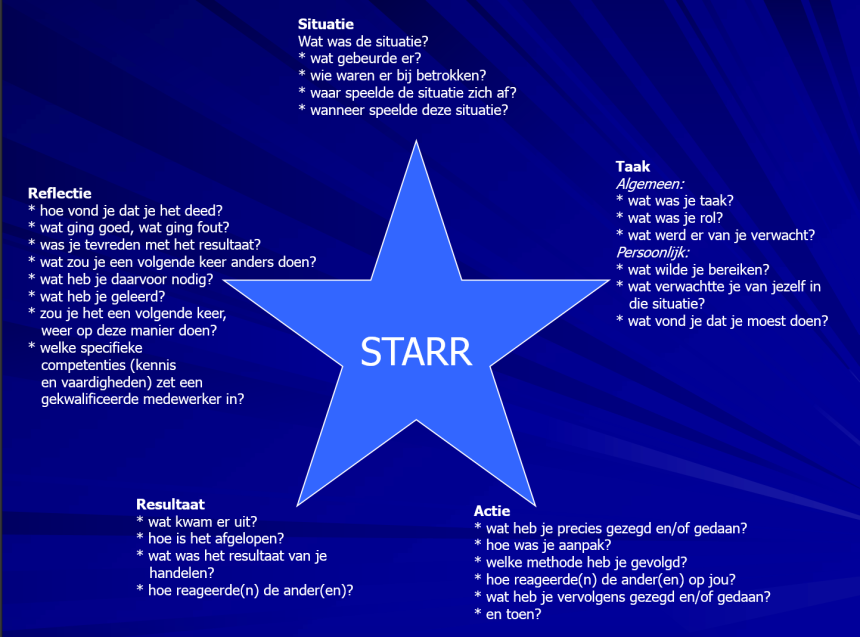 Situatie
Wat was de situatie?
* wat gebeurde er?
* wie waren er bij betrokken?
* waar speelde de situatie zich af?
* wanneer speelde deze situatie?
Taak
Algemeen:
* wat was je taak?
* wat was je rol?
* wat werd er van je verwacht?
Persoonlijk:
* wat wilde je bereiken?
* wat verwachtte je van jezelf in
die situatie?
* wat vond je dat je moest doen?
Reflectie
* hoe vond je dat je het deed?
* wat ging goed, wat ging fout?
* was je tevreden met het resultaat?
* wat zou je een volgende keer anders doen?
* wat heb je daarvoor nodig?
* wat heb je geleerd?
* zou je het een volgende keer,
weer op deze manier doen?
* welke specifieke
competenties (kennis
en vaardigheden) zet een
gekwalificeerde medewerker in?
STARR
Resultaat
* wat kwam er uit?
* hoe is het afgelopen?
* wat was het resultaat van je
handelen?
* hoe reageerde(n) de ander(en)?
Actie
* wat heb je precies gezegd en/of gedaan?
* hoe was je aanpak?
* welke methode heb je gevolgd?
* hoe reageerde(n) de ander(en) op jou?
* wat heb je vervolgens gezegd en/of gedaan?
* en toen?